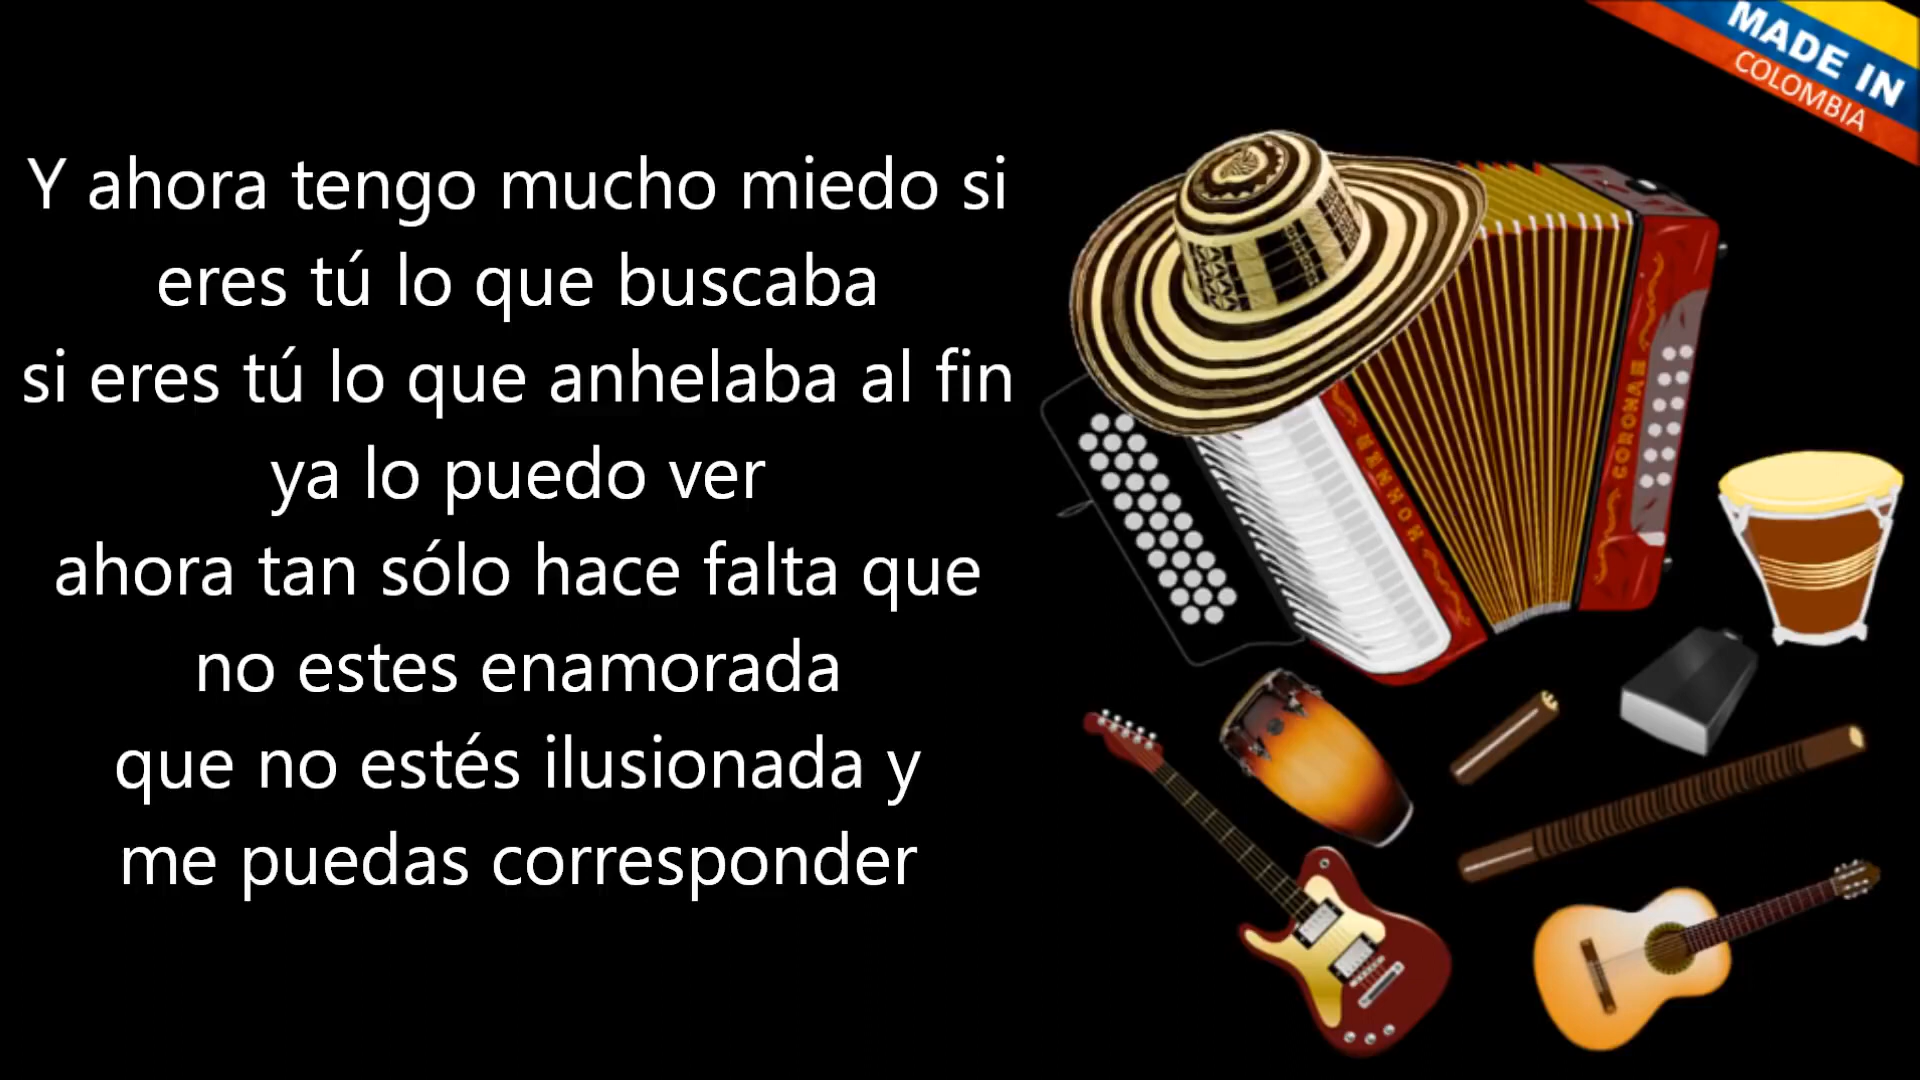 MADE IN
COLOMBIA
Y ahora tengo mucho miedo si
eres tú lo que buscaba
si eres tú lo que anhelaba al fin
ya lo puedo ver
ahora tan sólo hace falta que
no estes enamorada
que no estés ilusionada y
me puedas corresponder
HOHNER
CORONA III